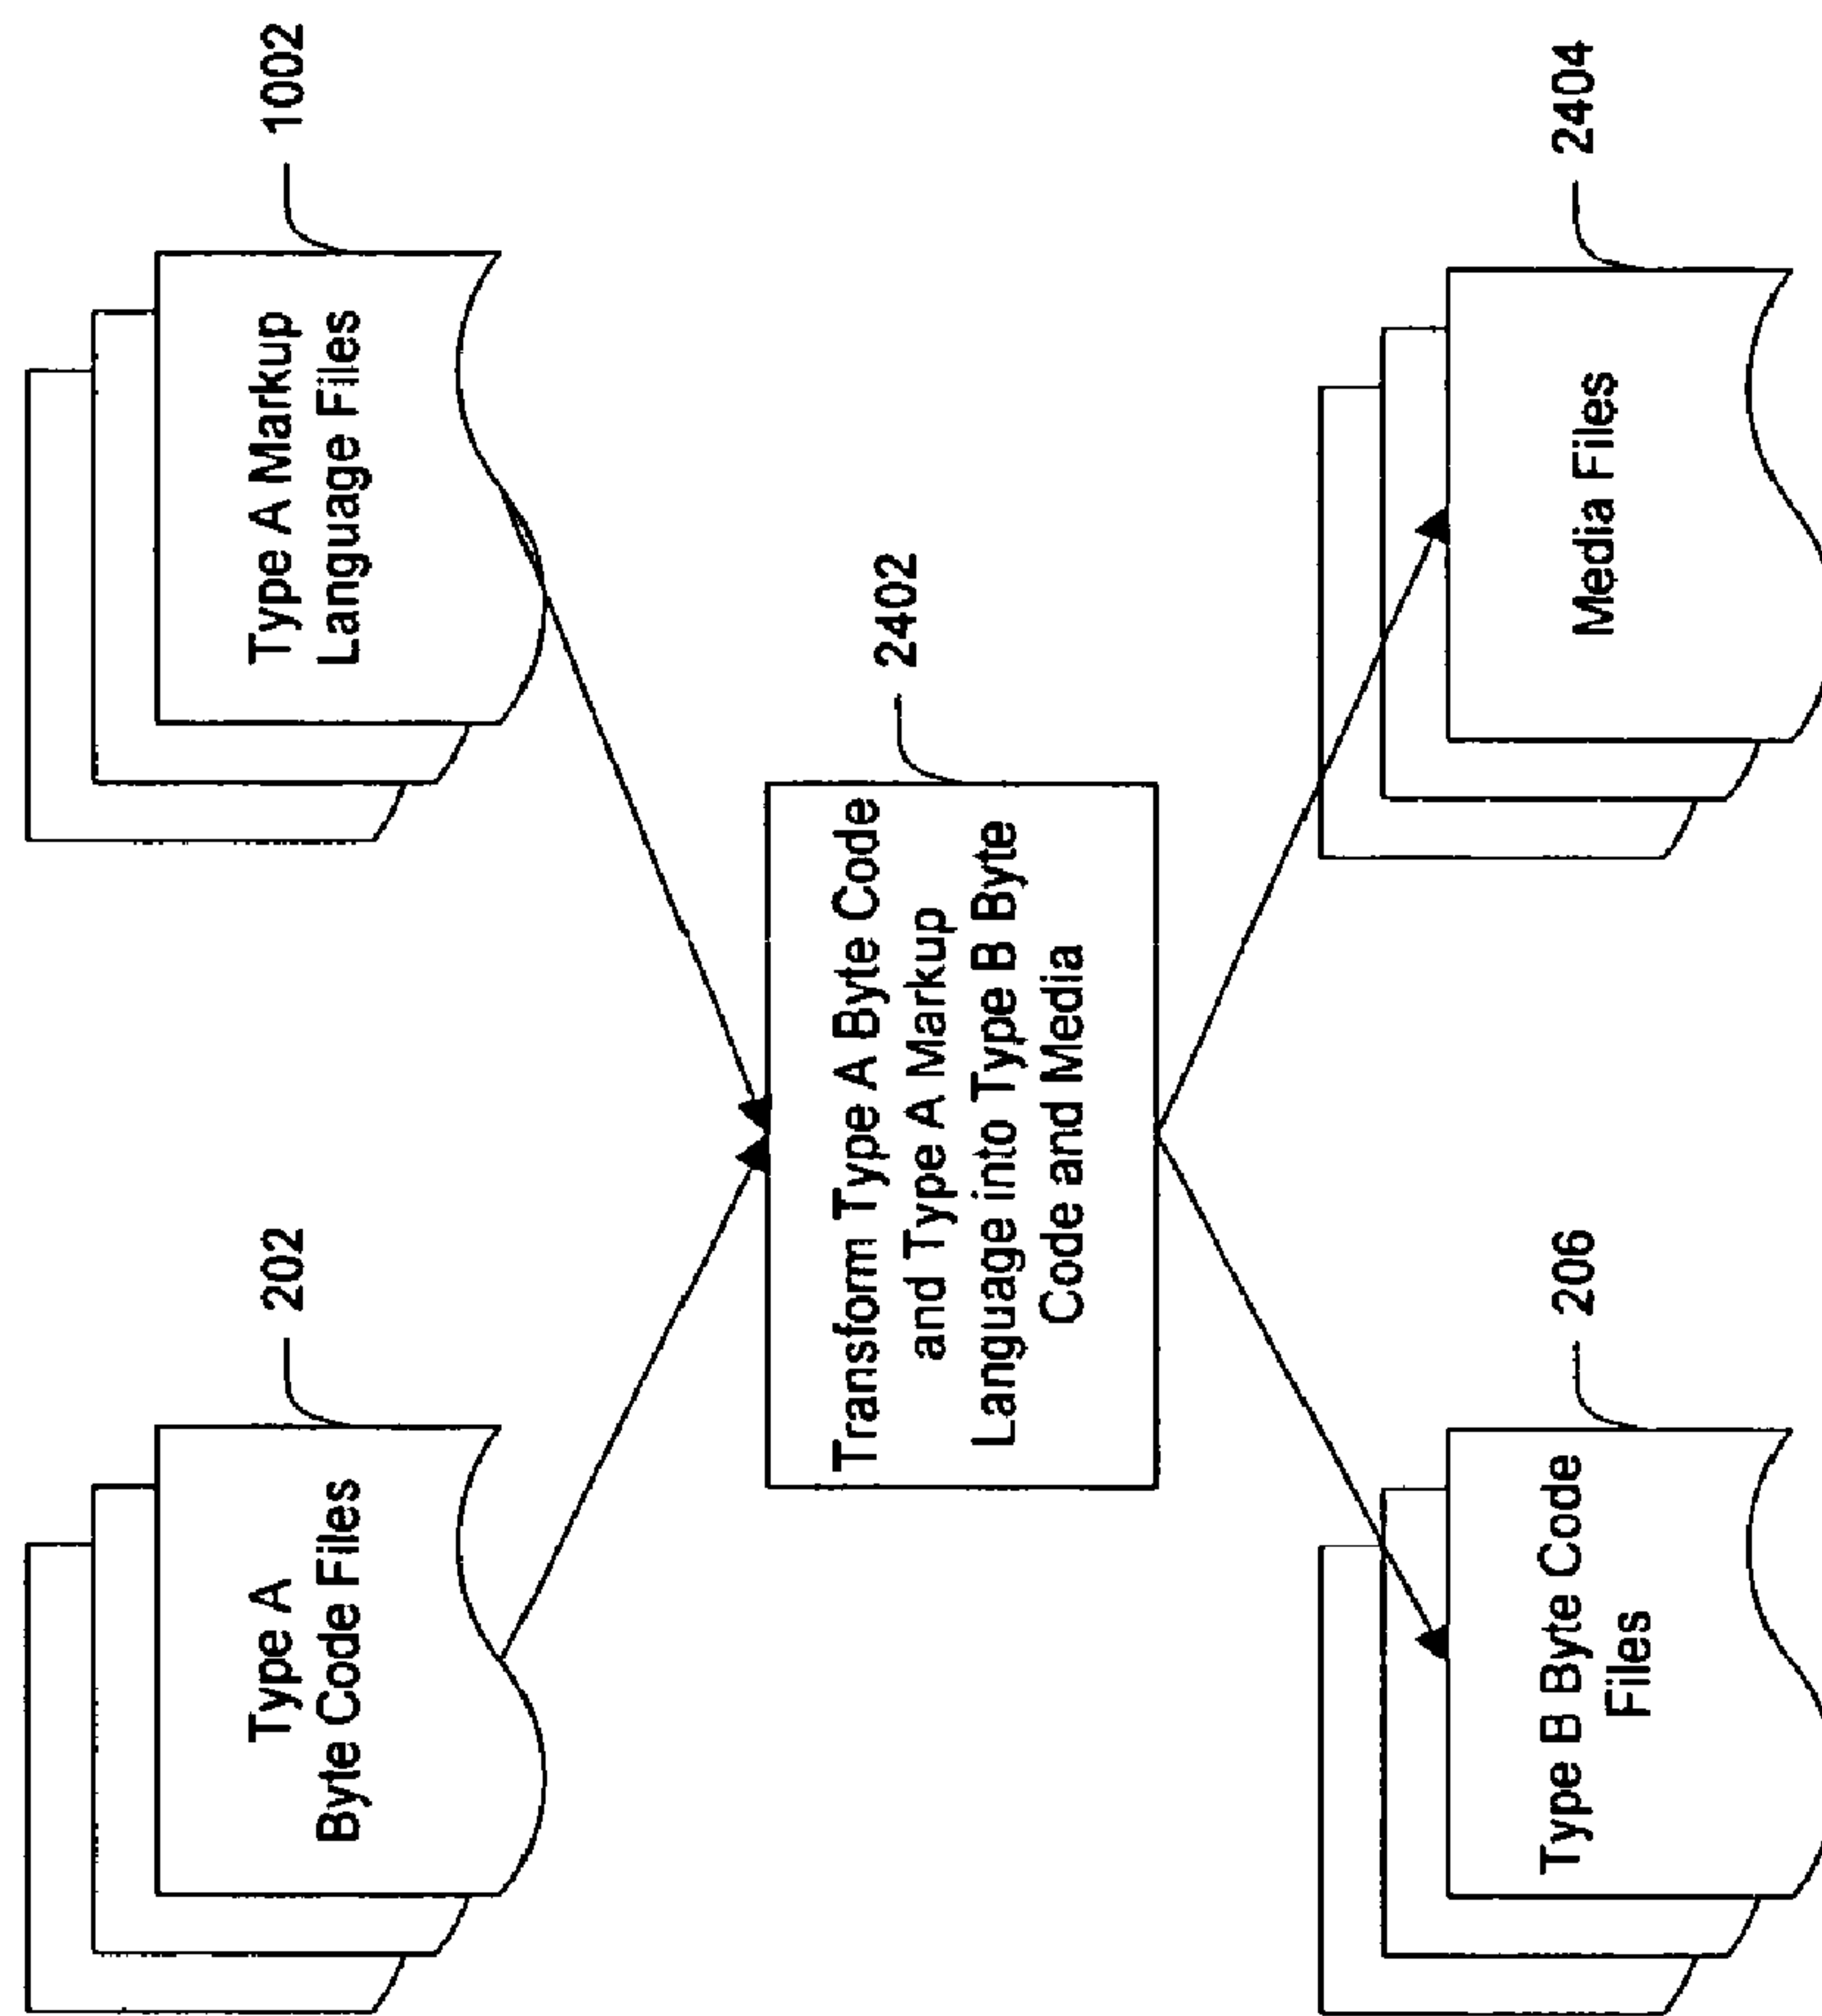 202
Type A
Byte Code Files
1002
Type A Markup
Language Files
2402
Transform Type A Byte Code
and Type A Markup
Language into Type B Byte
Code and Media
206
Type B Byte Code
Files
2404
Media Files